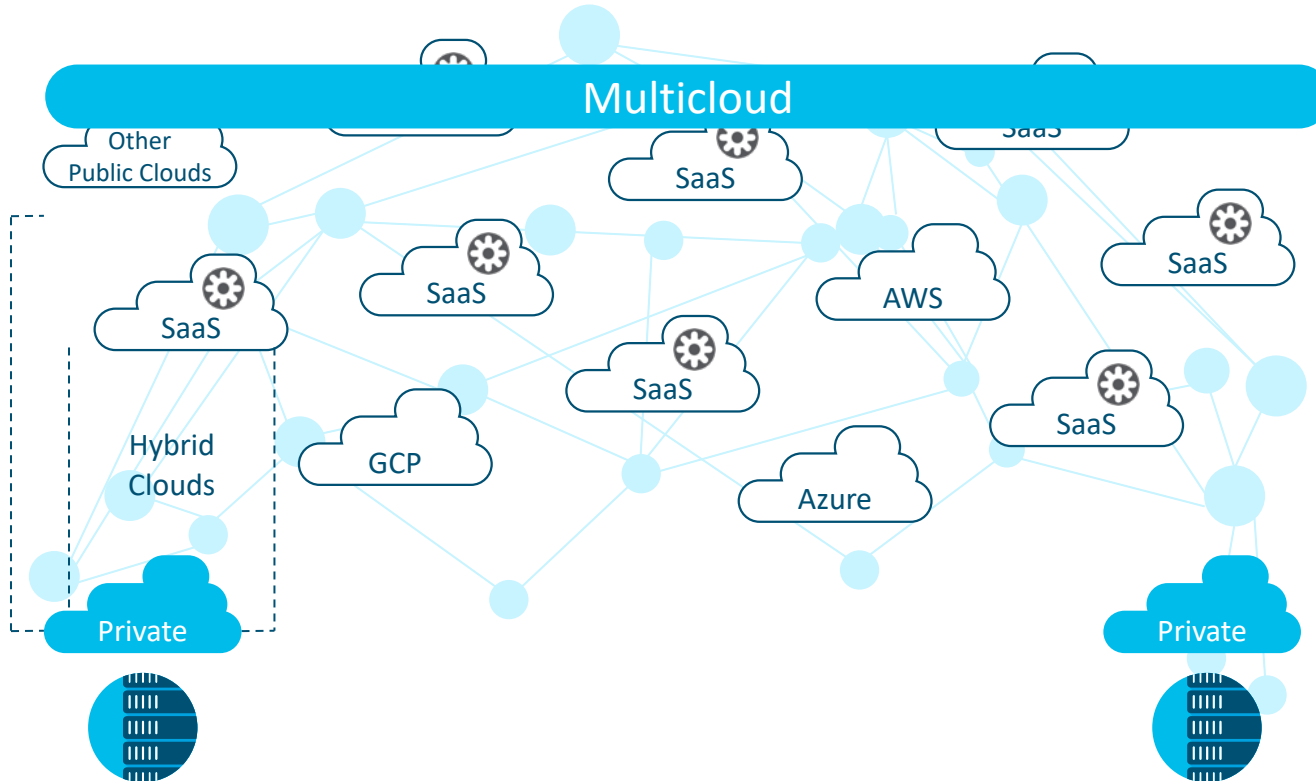 Multicloud
Other
Public Clouds
SaaS
SaaS
SaaS
SaaS
SaaS
AWS
SaaS
SaaS
Hybrid
Clouds
GCP
Azure
Private
Private